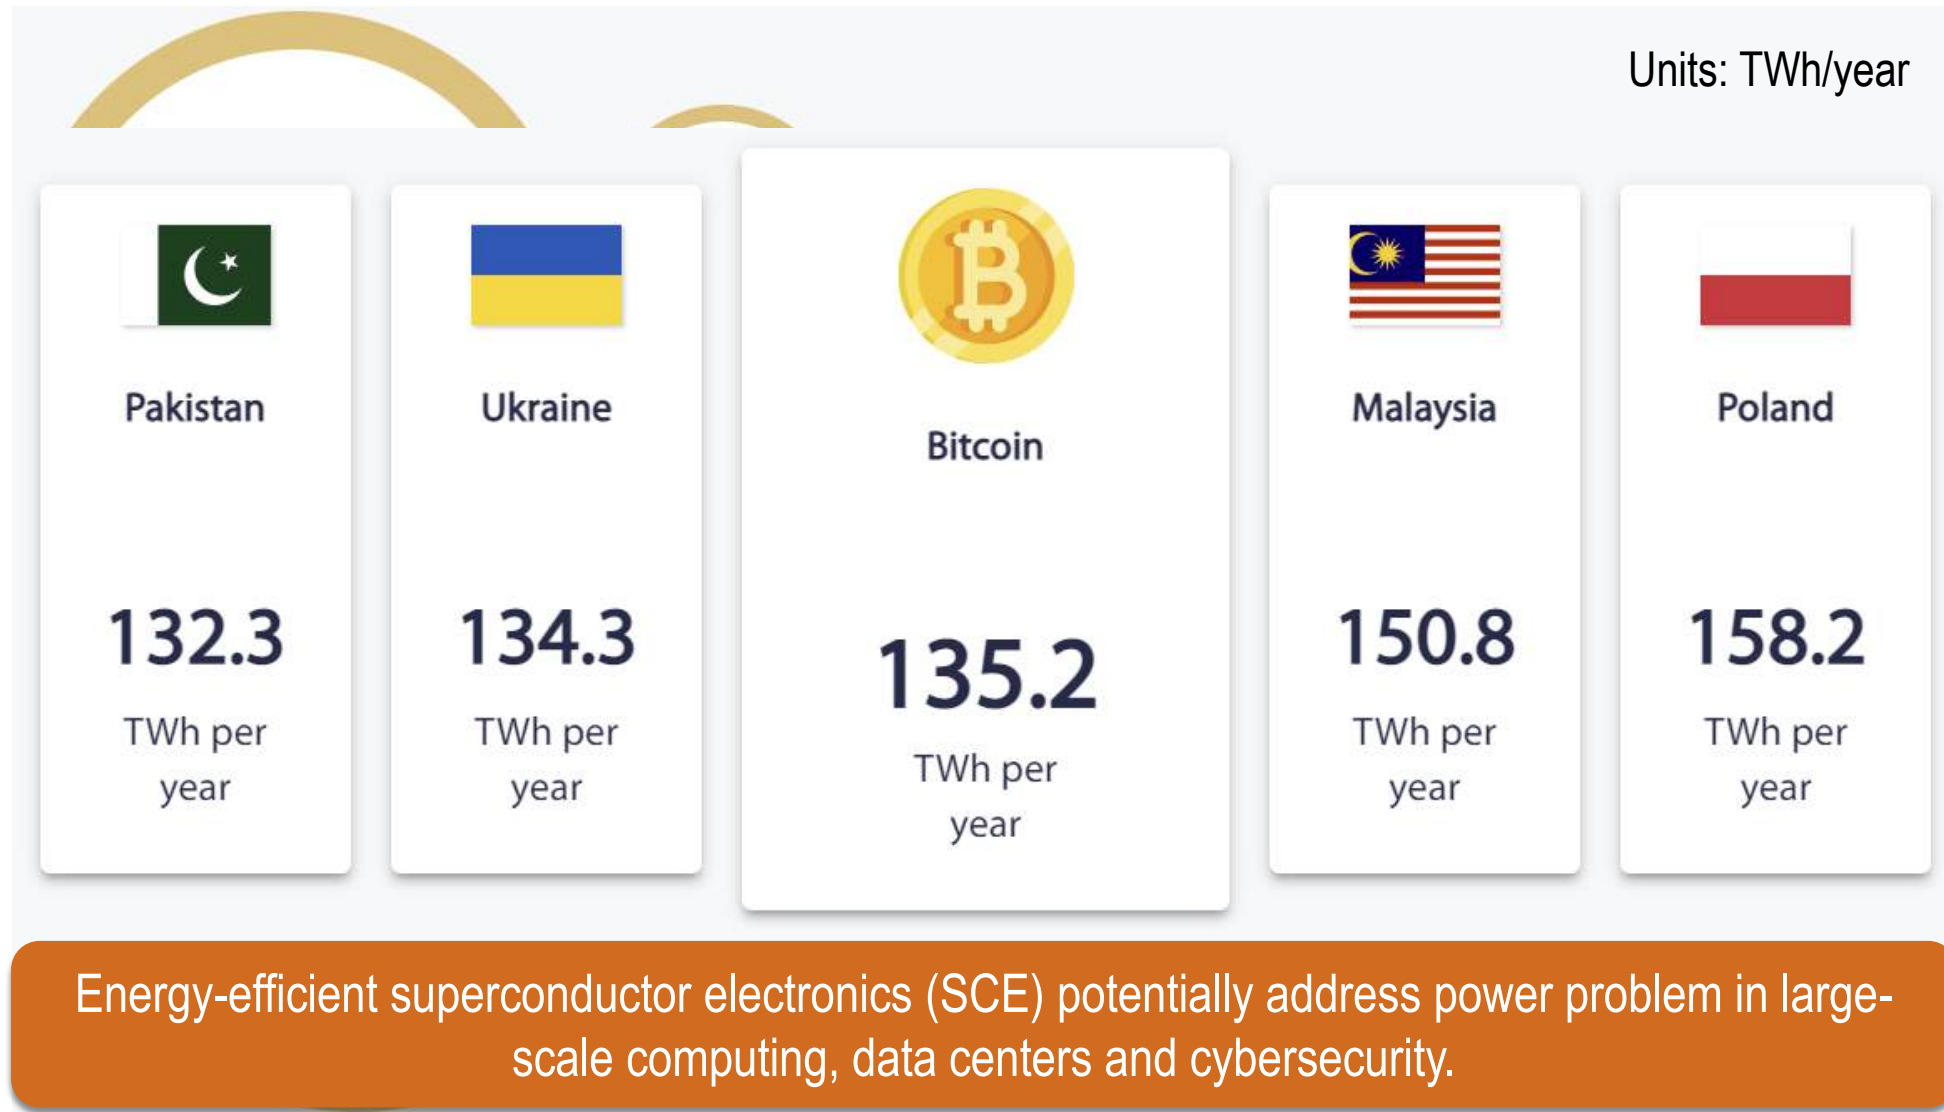 Units: TWh/year
Pakistan
132.3
TWh per
year
Ukraine
134.3
TWh per
year
Bitcoin
135.2
TWh per
year
Malaysia
150.8
TWh per
year
Poland
158.2
TWh per
year
Energy-efficient superconductor electronics (SCE) potentially address power problem in large-
scale computing, data centers and cybersecurity.